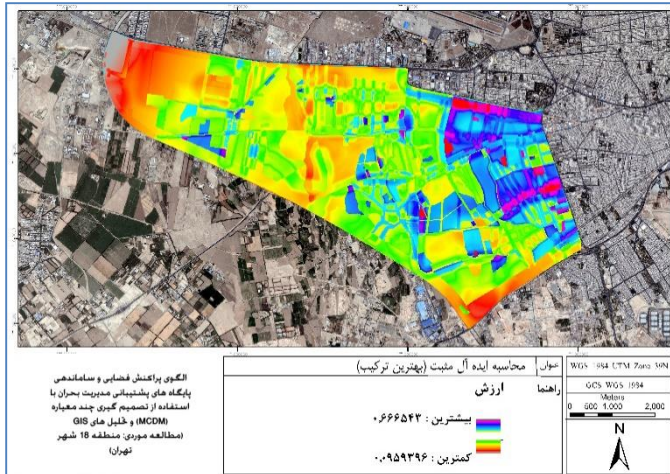 الگوی پراکنش فضایی و ساماندهی
پایگاه های پشتیبانی مدیریت بحران با
استفاده از تصمیم گیری چند معیاره
(MCDM) و تحلیل های GIS
(مطالعه موردی: منطقه 18 شهر
تهران)
عنوان
محاسبه ایده آل مثبت (بهترین ترکیب)
راهنما
ارزش
بیشترین : ۰.۶۶۶۵۴۳
کمترین : ۰.۰۹۵۹۳۹۶
WGS 1984 UTM Zone 39N
GCS WGS 1984
Meters
0 500 1,000 2,000
N